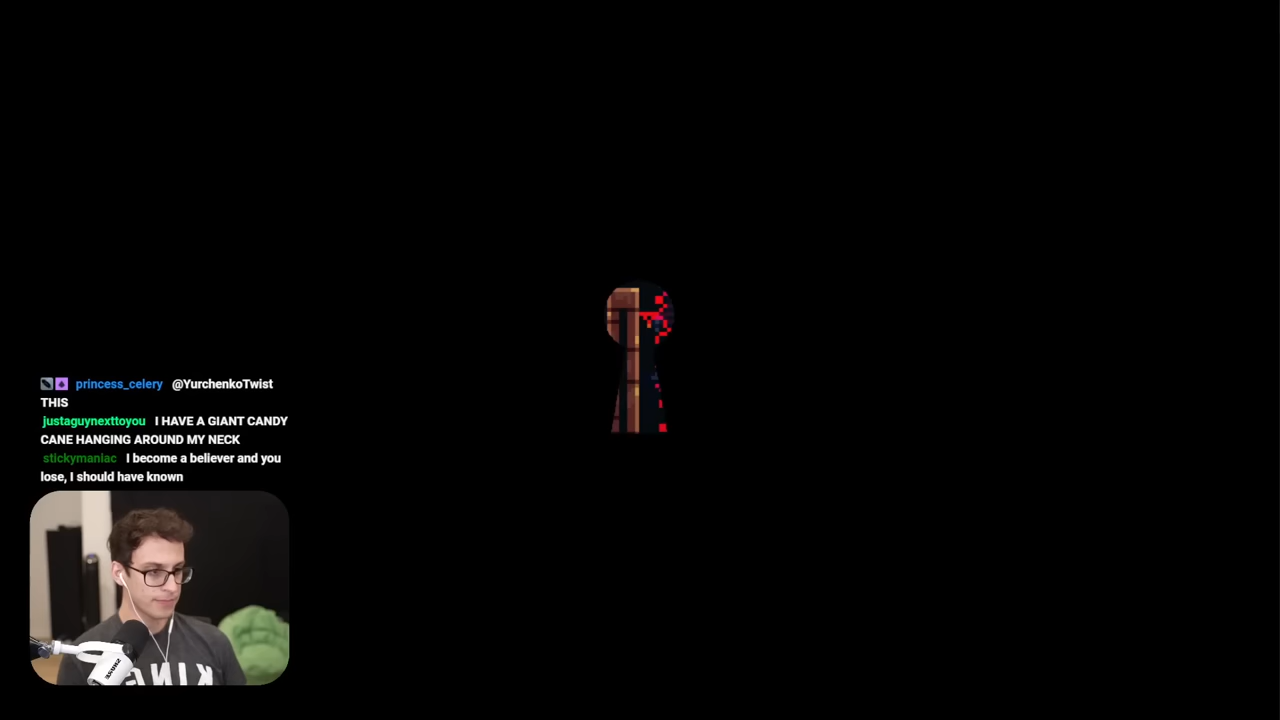 princess_celery @YurchenkoTwist
THIS
justaguynexttoyou I HAVE A GIANT CANDY
CANE HANGING AROUND MY NECK
stickymaniac I become a believer and you
lose, I should have known
KING